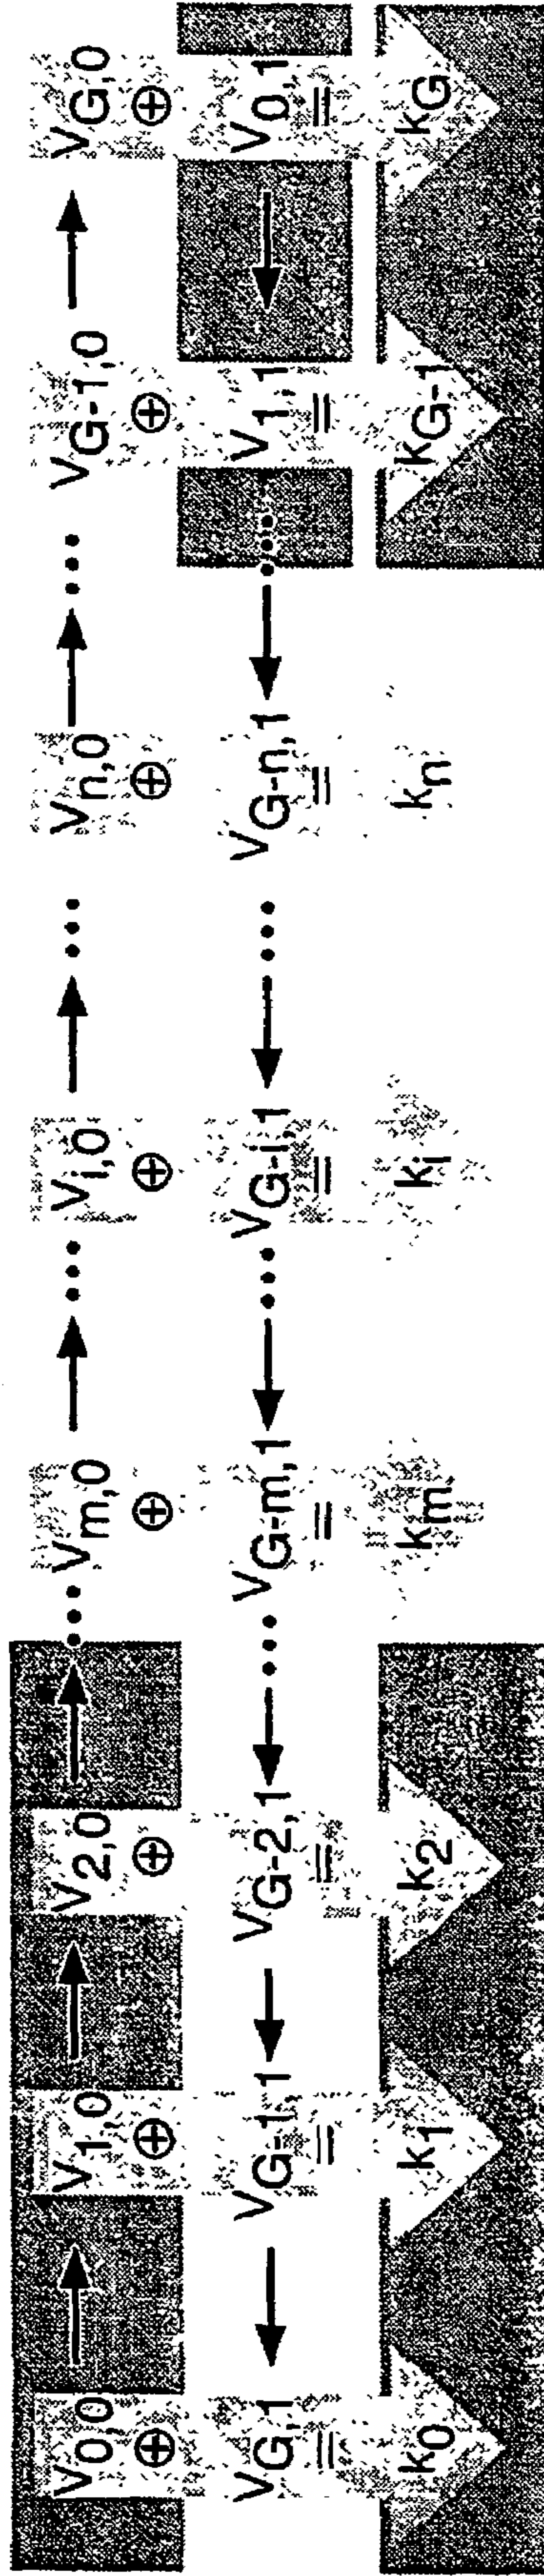 V0,0 → V1,0 → V2,0 → ••• Vm,0 → ••• Vi,0 → ••• Vn,0 → ••• VG-1,0 → VG,0
⊕ ⊕ ⊕ ⊕ ⊕ ⊕ ⊕ ⊕
VG,1 ← VG-1,1 ← VG-2,1 ← ••• VG-m,1 ← ••• VG-i,1 ← ••• VG-n,1 ← ••• V1,1 ← V0,1
= = = = = = = =
k0 k1 k2 km ki kn kG-1 kG